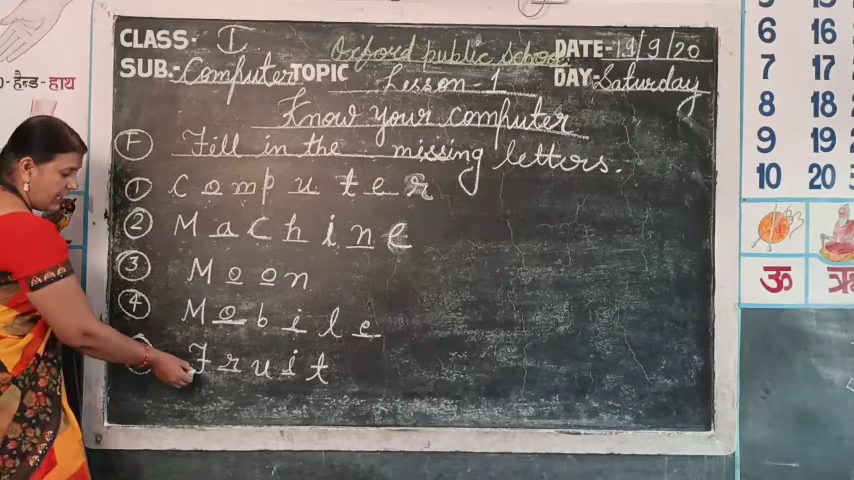 CLASS- I Oxford public school DATE- 19/9/20
SUB.- Computer TOPIC Lesson-1 DAY- Saturday
Know your computer
F Fill in the missing letters.
1 Computer
2 Machine
3 Moon
4 Mobile
Fruit
हैन्ड- हाथ
6 16
7 17
8 18
9 19
10 20
ऊ